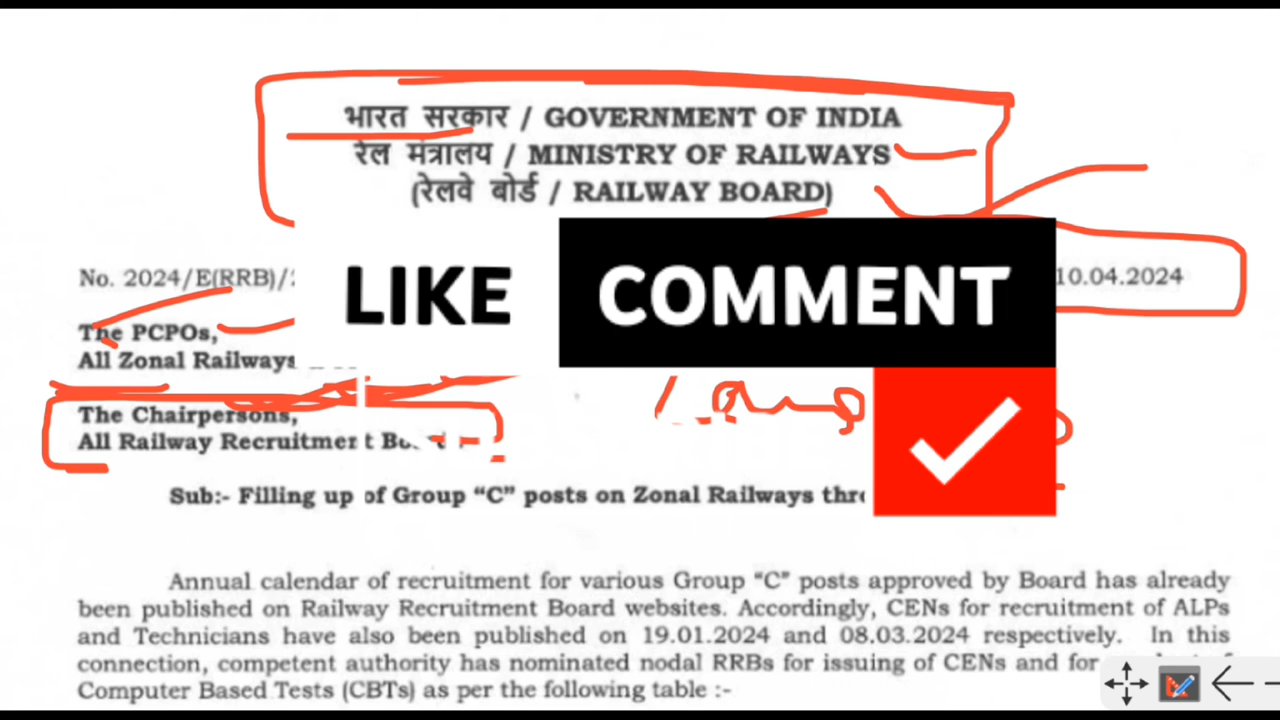 भारत सरकार / GOVERNMENT OF INDIA
रेल मंत्रालय / MINISTRY OF RAILWAYS
(रेलवे बोर्ड / RAILWAY BOARD)
No. 2024/E(RRB)/
10.04.2024
LIKE
COMMENT
The PCPOs,
All Zonal Railways
The Chairpersons,
All Railway Recruitment
Sub:- Filling up of Group “C” posts on Zonal Railways
Annual calendar of recruitment for various Group “C” posts approved by Board has already
been published on Railway Recruitment Board websites. Accordingly, CENs for recruitment of ALPs
and Technicians have also been published on 19.01.2024 and 08.03.2024 respectively. In this
connection, competent authority has nominated nodal RRBs for issuing of CENs and for
Computer Based Tests (CBTs) as per the following table :-